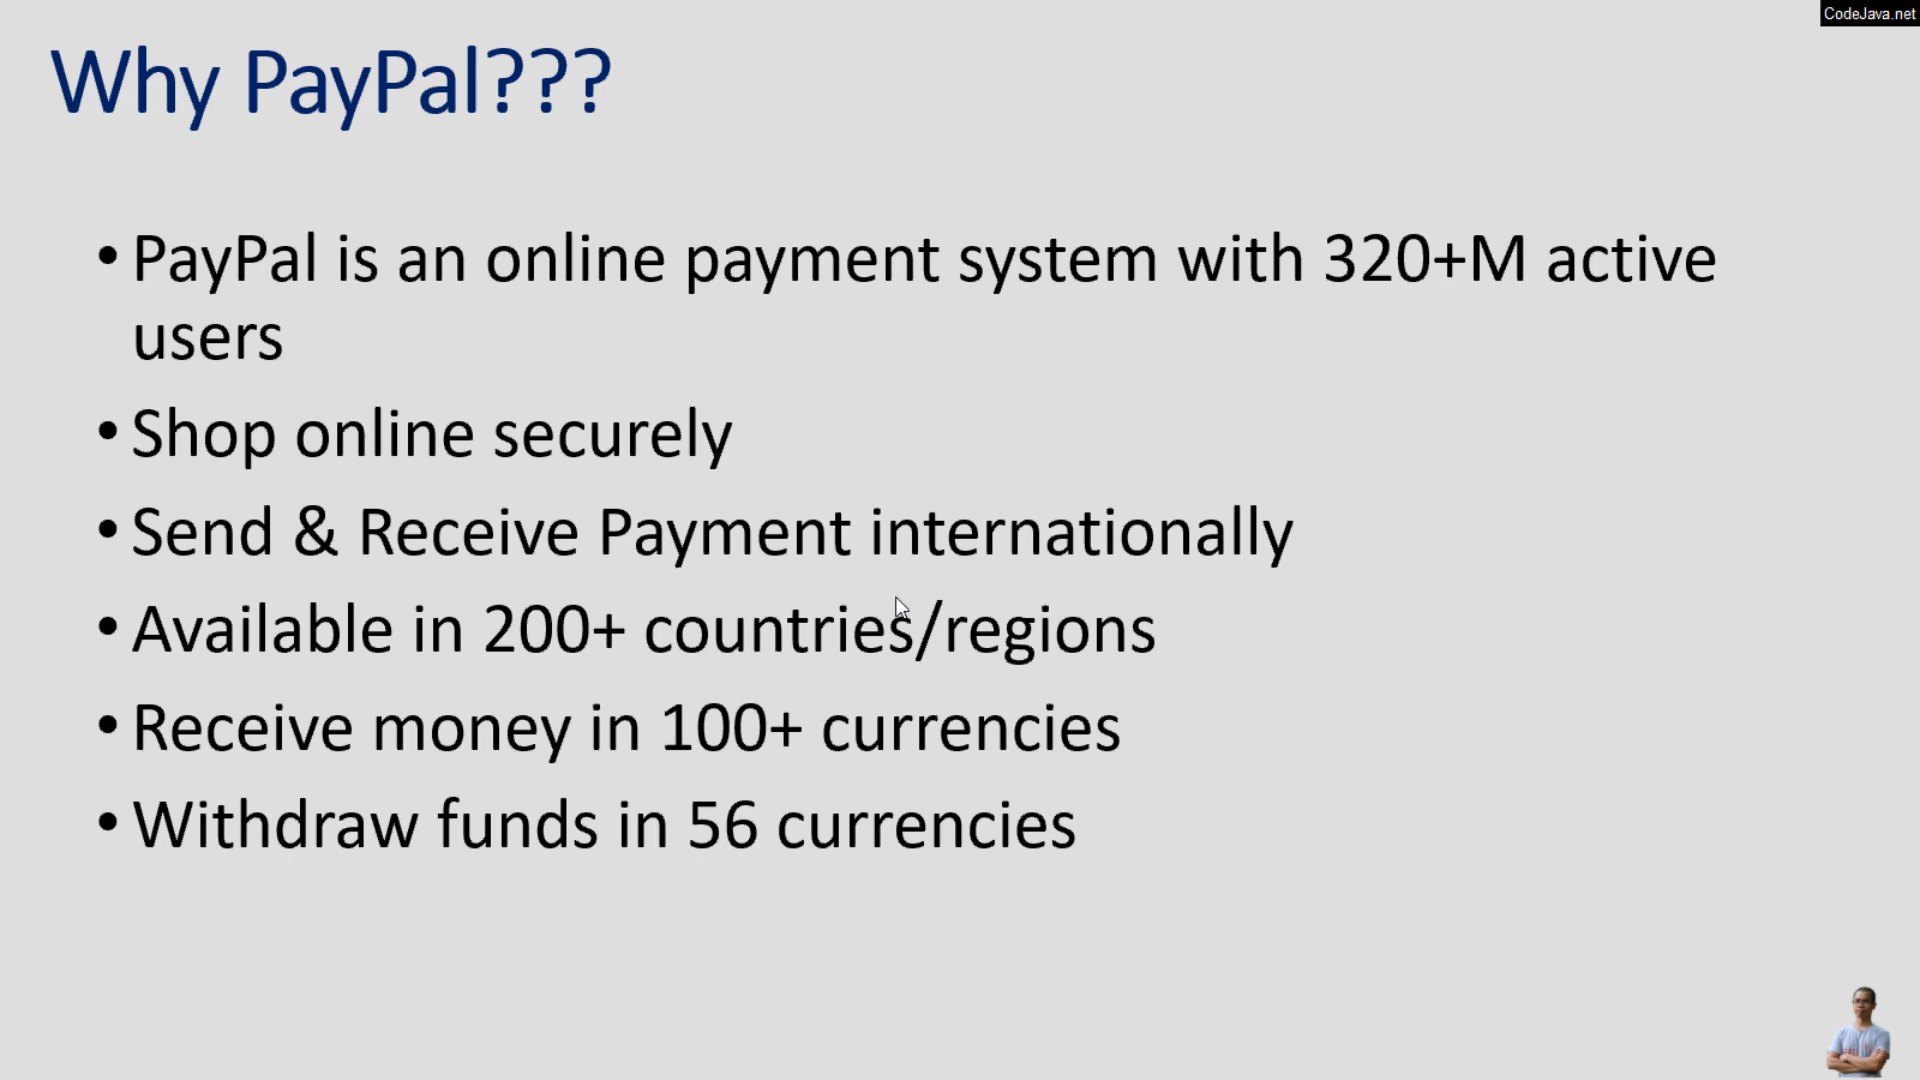 CodeJava.net
Why PayPal???
• PayPal is an online payment system with 320+M active
users
• Shop online securely
• Send & Receive Payment internationally
• Available in 200+ countries/regions
• Receive money in 100+ currencies
• Withdraw funds in 56 currencies